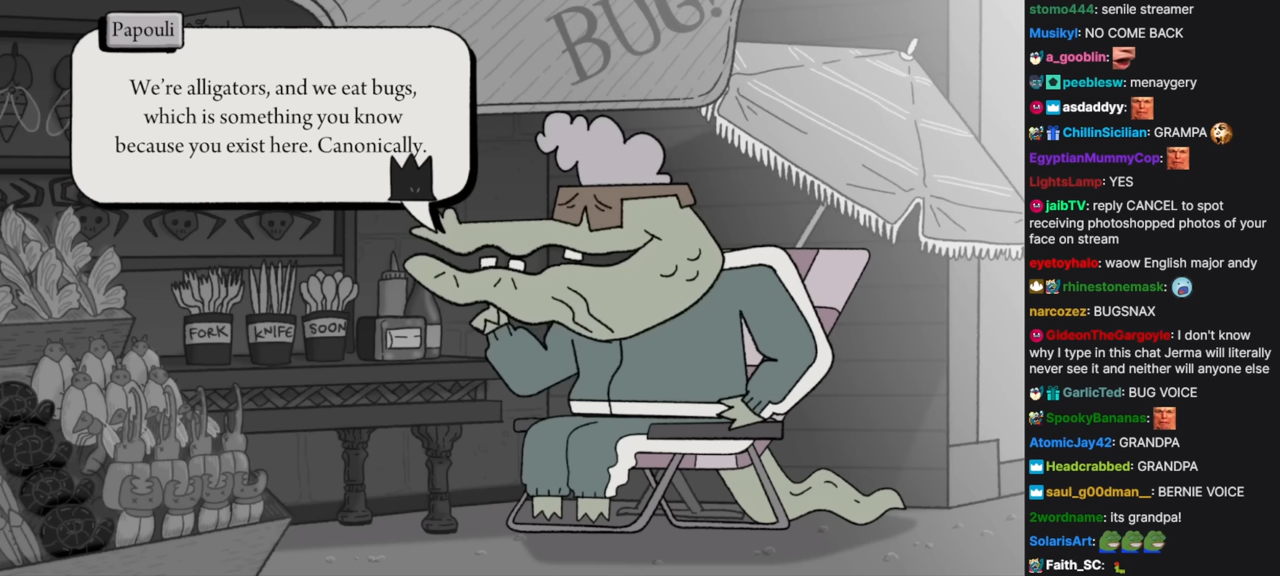 BUG!
Papouli
We're alligators, and we eat bugs,
which is something you know
because you exist here. Canonically.
FORK
KNIFE
SOON
stomo444: senile streamer
Musikyl: NO COME BACK
a_gooblin:
peeblesw: menaygery
asdaddyy:
ChillinSicilian: GRAMPA
EgyptianMummyCop:
LightsLamp: YES
jaibTV: reply CANCEL to spot
receiving photoshopped photos of your
face on stream
eyetoyhalo: waow English major andy
rhinestonemask:
narcozez: BUGSNAX
GideonTheGargoyle: I don't know
why I type in this chat Jerma will literally
never see it and neither will anyone else
GarlicTed: BUG VOICE
SpookyBananas:
AtomicJay42: GRANDPA
Headcrabbed: GRANDPA
saul_g00dman__: BERNIE VOICE
2wordname: its grandpa!
SolarisArt:
Faith_SC: